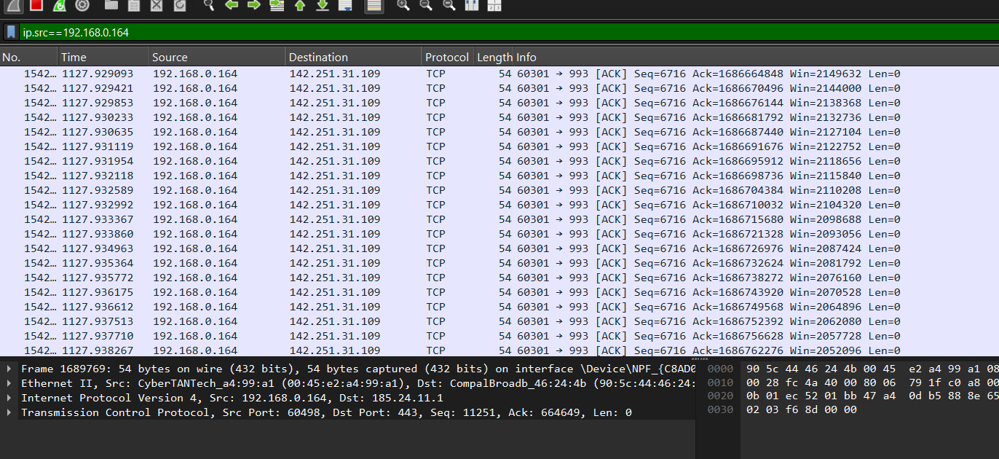 ip.src==192.168.0.164
No. Time Source Destination Protocol Length Info
1542… 1127.929093 192.168.0.164 142.251.31.109 TCP 54 60301 → 993 [ACK] Seq=6716 Ack=1686664848 Win=2149632 Len=0
1542… 1127.929421 192.168.0.164 142.251.31.109 TCP 54 60301 → 993 [ACK] Seq=6716 Ack=1686670496 Win=2144000 Len=0
1542… 1127.929853 192.168.0.164 142.251.31.109 TCP 54 60301 → 993 [ACK] Seq=6716 Ack=1686676144 Win=2138368 Len=0
1542… 1127.930233 192.168.0.164 142.251.31.109 TCP 54 60301 → 993 [ACK] Seq=6716 Ack=1686681792 Win=2132736 Len=0
1542… 1127.930635 192.168.0.164 142.251.31.109 TCP 54 60301 → 993 [ACK] Seq=6716 Ack=1686687440 Win=2127104 Len=0
1542… 1127.931119 192.168.0.164 142.251.31.109 TCP 54 60301 → 993 [ACK] Seq=6716 Ack=1686691676 Win=2122752 Len=0
1542… 1127.931954 192.168.0.164 142.251.31.109 TCP 54 60301 → 993 [ACK] Seq=6716 Ack=1686695912 Win=2118656 Len=0
1542… 1127.932118 192.168.0.164 142.251.31.109 TCP 54 60301 → 993 [ACK] Seq=6716 Ack=1686698736 Win=2115840 Len=0
1542… 1127.932589 192.168.0.164 142.251.31.109 TCP 54 60301 → 993 [ACK] Seq=6716 Ack=1686704384 Win=2110208 Len=0
1542… 1127.932992 192.168.0.164 142.251.31.109 TCP 54 60301 → 993 [ACK] Seq=6716 Ack=1686710032 Win=2104320 Len=0
1542… 1127.933367 192.168.0.164 142.251.31.109 TCP 54 60301 → 993 [ACK] Seq=6716 Ack=1686715680 Win=2098688 Len=0
1542… 1127.933860 192.168.0.164 142.251.31.109 TCP 54 60301 → 993 [ACK] Seq=6716 Ack=1686721328 Win=2093056 Len=0
1542… 1127.934963 192.168.0.164 142.251.31.109 TCP 54 60301 → 993 [ACK] Seq=6716 Ack=1686726976 Win=2087424 Len=0
1542… 1127.935364 192.168.0.164 142.251.31.109 TCP 54 60301 → 993 [ACK] Seq=6716 Ack=1686732624 Win=2081792 Len=0
1542… 1127.935772 192.168.0.164 142.251.31.109 TCP 54 60301 → 993 [ACK] Seq=6716 Ack=1686738272 Win=2076160 Len=0
1542… 1127.936175 192.168.0.164 142.251.31.109 TCP 54 60301 → 993 [ACK] Seq=6716 Ack=1686743920 Win=2070528 Len=0
1542… 1127.936612 192.168.0.164 142.251.31.109 TCP 54 60301 → 993 [ACK] Seq=6716 Ack=1686749568 Win=2064896 Len=0
1542… 1127.937513 192.168.0.164 142.251.31.109 TCP 54 60301 → 993 [ACK] Seq=6716 Ack=1686752392 Win=2062080 Len=0
1542… 1127.937710 192.168.0.164 142.251.31.109 TCP 54 60301 → 993 [ACK] Seq=6716 Ack=1686756628 Win=2057728 Len=0
1542… 1127.938267 192.168.0.164 142.251.31.109 TCP 54 60301 → 993 [ACK] Seq=6716 Ack=1686762276 Win=2052096 Len=0
Frame 1689769: 54 bytes on wire (432 bits), 54 bytes captured (432 bits) on interface \Device\NPF_{C8AD0
Ethernet II, Src: CyberTANTech_a4:99:a1 (00:45:e2:a4:99:a1), Dst: CompalBroadb_46:24:4b (90:5c:44:46:24:
Internet Protocol Version 4, Src: 192.168.0.164, Dst: 185.24.11.1
Transmission Control Protocol, Src Port: 60498, Dst Port: 443, Seq: 11251, Ack: 664649, Len: 0
0000 90 5c 44 46 24 4b 00 45 e2 a4 99 a1 08
0010 00 28 fc 4a 40 00 80 06 79 1f c0 a8 00
0020 0b 01 ec 52 01 bb 47 a4 0d b5 88 8e 65
0030 02 03 f6 8d 00 00